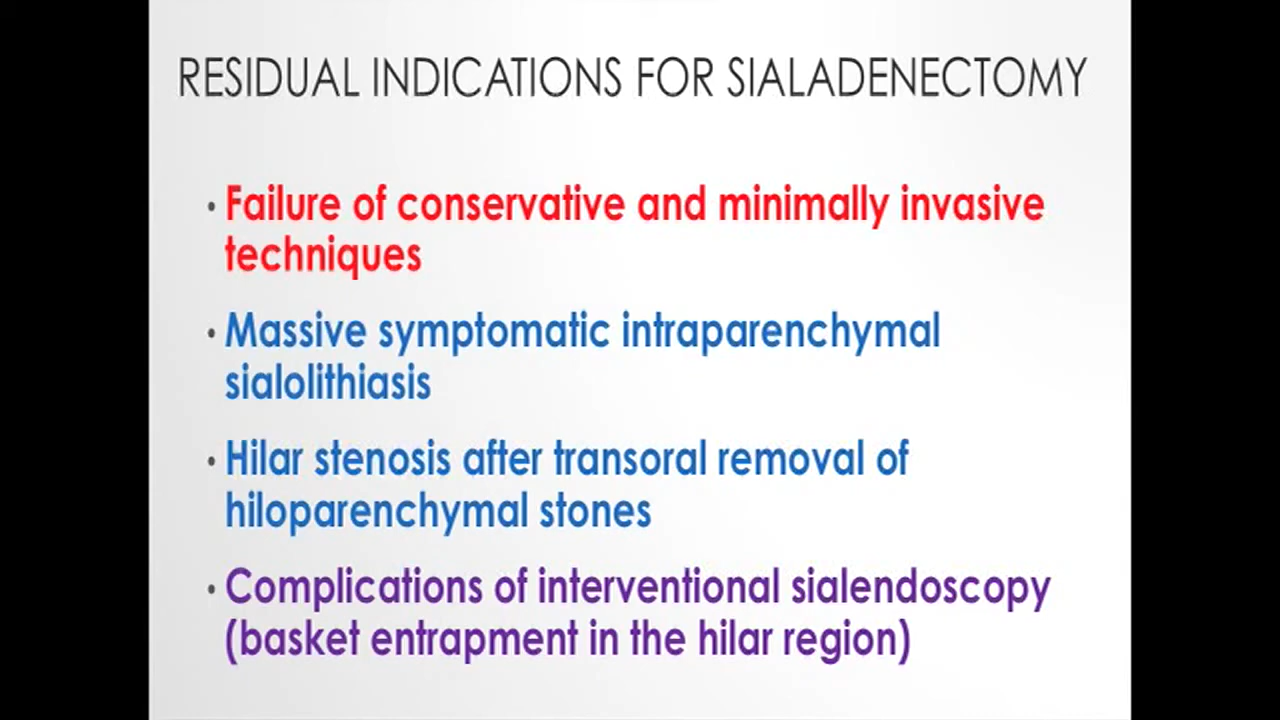 RESIDUAL INDICATIONS FOR SIALADENECTOMY
• Failure of conservative and minimally invasive
techniques
• Massive symptomatic intraparenchymal
sialolithiasis
• Hilar stenosis after transoral removal of
hiloparenchymal stones
• Complications of interventional sialendoscopy
(basket entrapment in the hilar region)